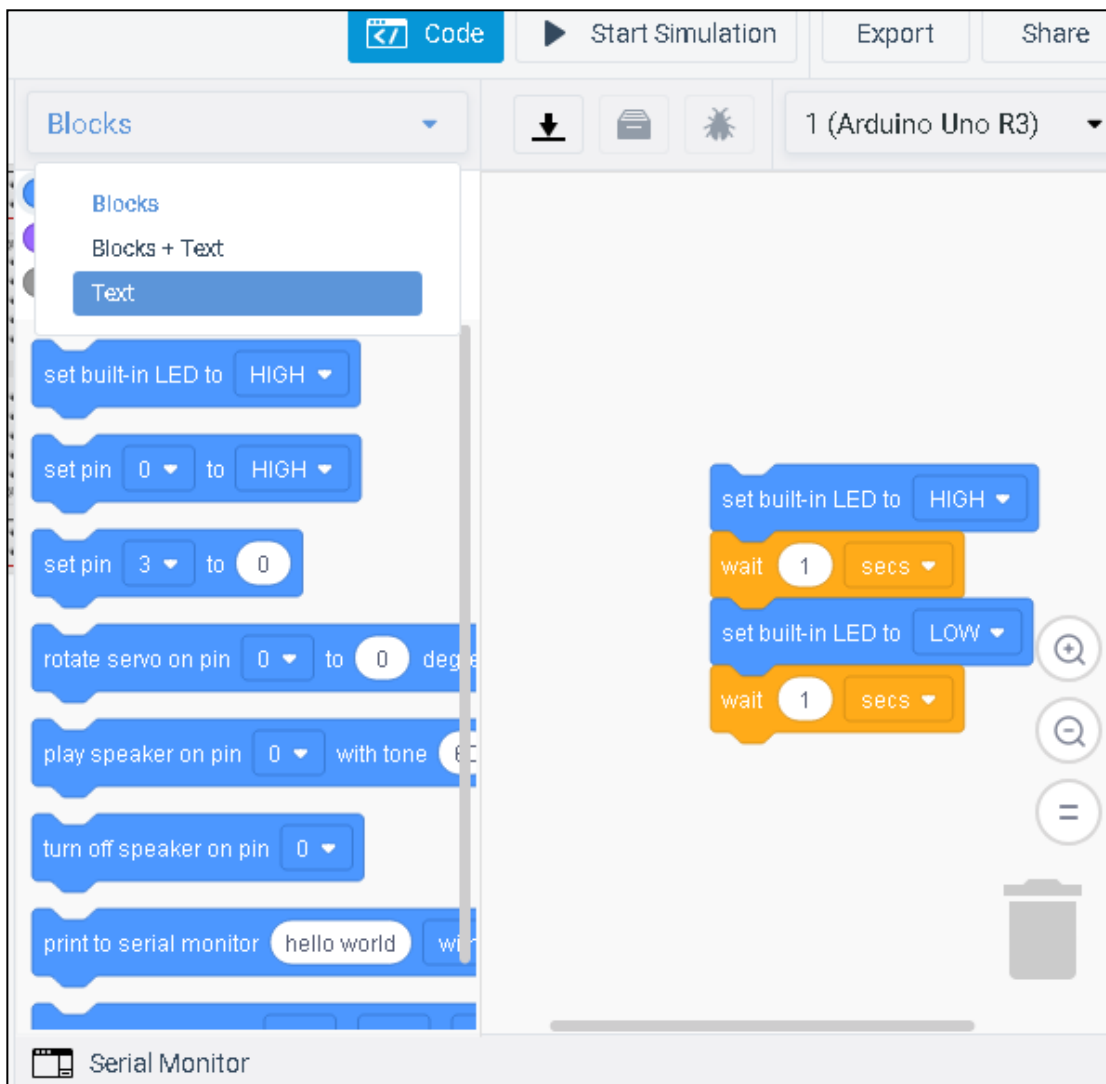 Code
Start Simulation
Export
Share
Blocks
1 (Arduino Uno R3)
Blocks
Blocks + Text
Text
set built-in LED to HIGH
set pin 0 to HIGH
set pin 3 to 0
rotate servo on pin 0 to 0
play speaker on pin 0 with tone
turn off speaker on pin 0
print to serial monitor hello world
set built-in LED to HIGH
wait 1 secs
set built-in LED to LOW
wait 1 secs
Serial Monitor